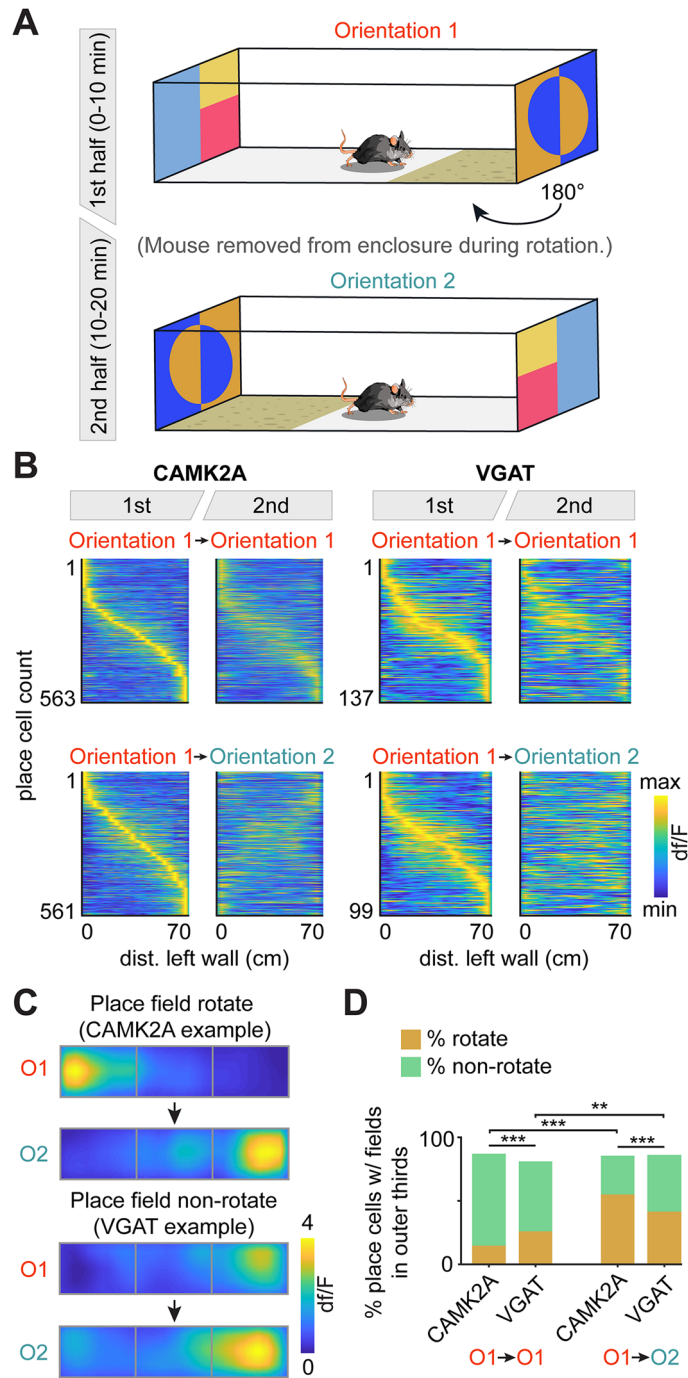 A
Orientation 1
1st half (0-10 min)
180°
(Mouse removed from enclosure during rotation.)
2nd half (10-20 min)
Orientation 2
B
CAMK2A
VGAT
1st
2nd
1st
2nd
Orientation 1 → Orientation 1
Orientation 1 → Orientation 1
1
563
1
137
place cell count
Orientation 1 → Orientation 2
Orientation 1 → Orientation 2
1
561
1
99
max
df/F
min
0
70
0
70
0
70
0
70
dist. left wall (cm)
dist. left wall (cm)
C
Place field rotate
(CAMK2A example)
O1
O2
Place field non-rotate
(VGAT example)
O1
O2
4
df/F
0
D
% rotate
% non-rotate
**
***
***
***
100
0
% place cells w/ fields
in outer thirds
CAMK2A
VGAT
CAMK2A
VGAT
O1→O1
O1→O2